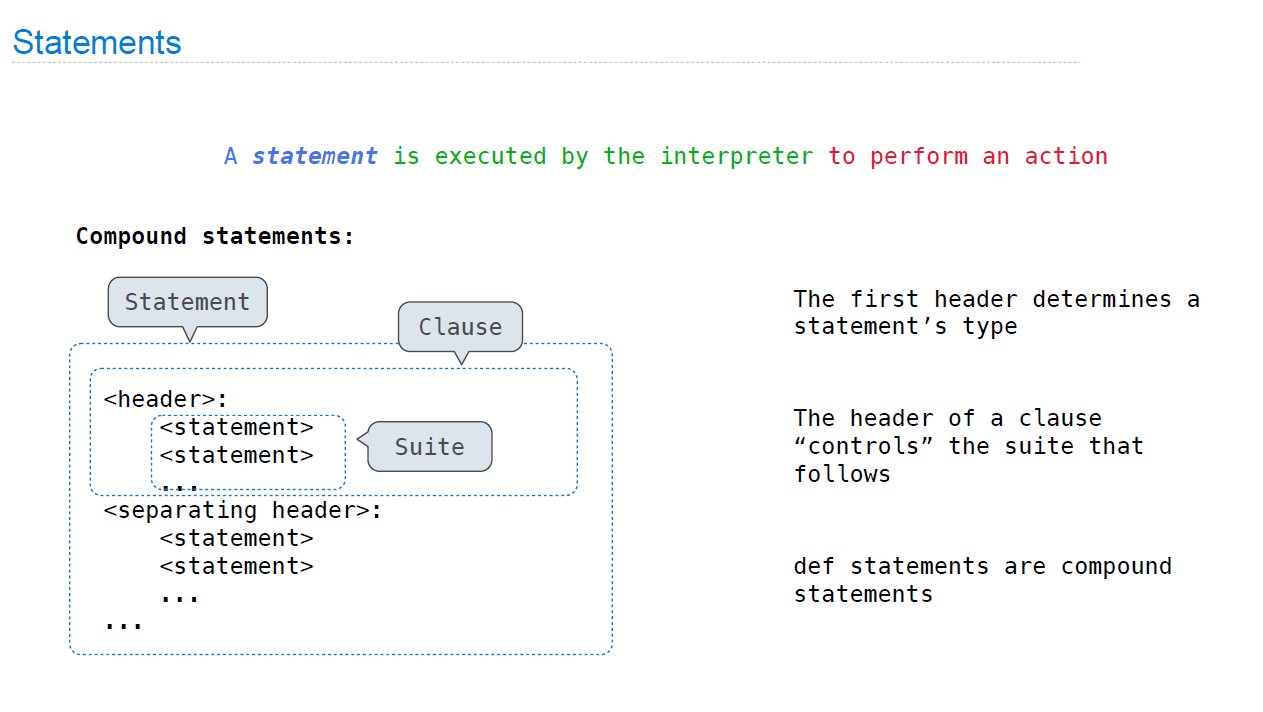 Statements
A statement is executed by the interpreter to perform an action
Compound statements:
Statement
Clause
<header>:
<statement>
<statement>
...
Suite
<separating header>:
<statement>
<statement>
...
...
The first header determines a
statement’s type
The header of a clause
“controls” the suite that
follows
def statements are compound
statements